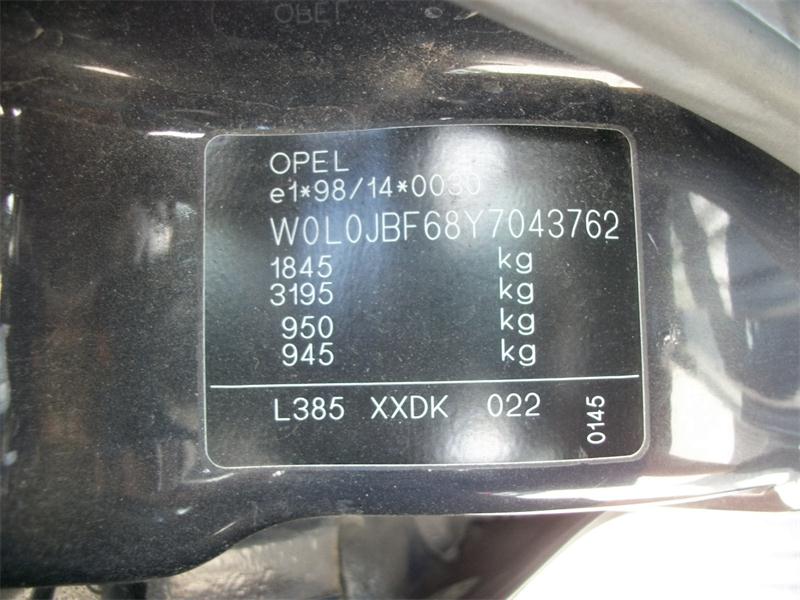 OPEL
e1*98/14*0030
W0L0JBF68Y7043762
1845 kg
3195 kg
950 kg
945 kg
L385 XXDK 022
0145